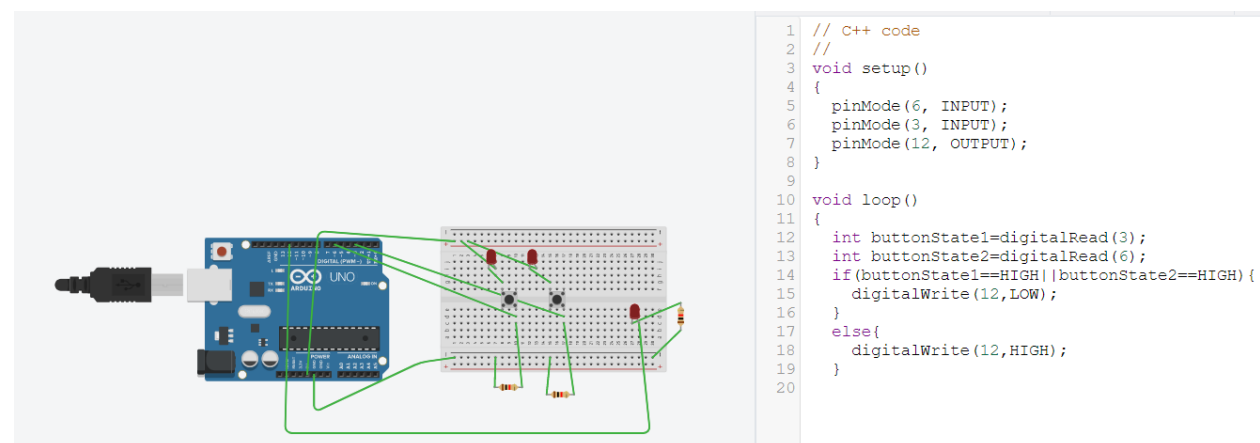 1 // C++ code
2 //
3 void setup()
4 {
5   pinMode(6, INPUT);
6   pinMode(3, INPUT);
7   pinMode(12, OUTPUT);
8 }
9
10 void loop()
11 {
12   int buttonState1=digitalRead(3);
13   int buttonState2=digitalRead(6);
14   if(buttonState1==HIGH||buttonState2==HIGH){
15     digitalWrite(12,LOW);
16   }
17   else{
18     digitalWrite(12,HIGH);
19   }
20
DIGITAL (PWM ~)
UNO
ARDUINO
POWER
ANALOG IN